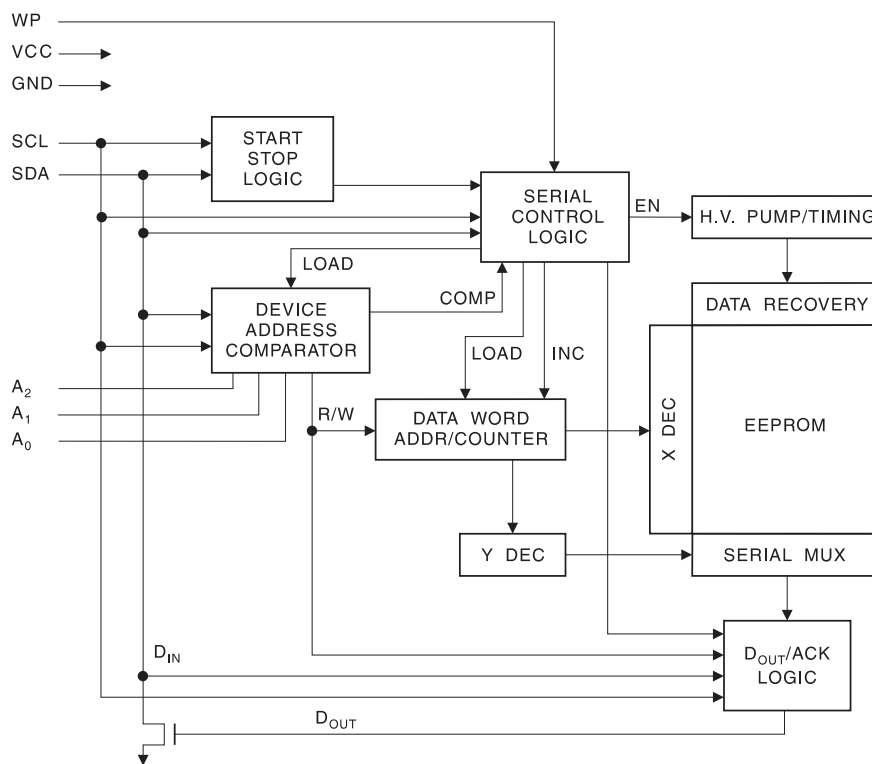 WP
VCC
GND
SCL
SDA
START
STOP
LOGIC
SERIAL
CONTROL
LOGIC
EN
H.V. PUMP/TIMING
LOAD
COMP
DEVICE
ADDRESS
COMPARATOR
DATA RECOVERY
LOAD
INC
A2
A1
A0
R/W
DATA WORD
ADDR/COUNTER
X DEC
EEPROM
Y DEC
SERIAL MUX
DIN
DOUT/ACK
LOGIC
DOUT